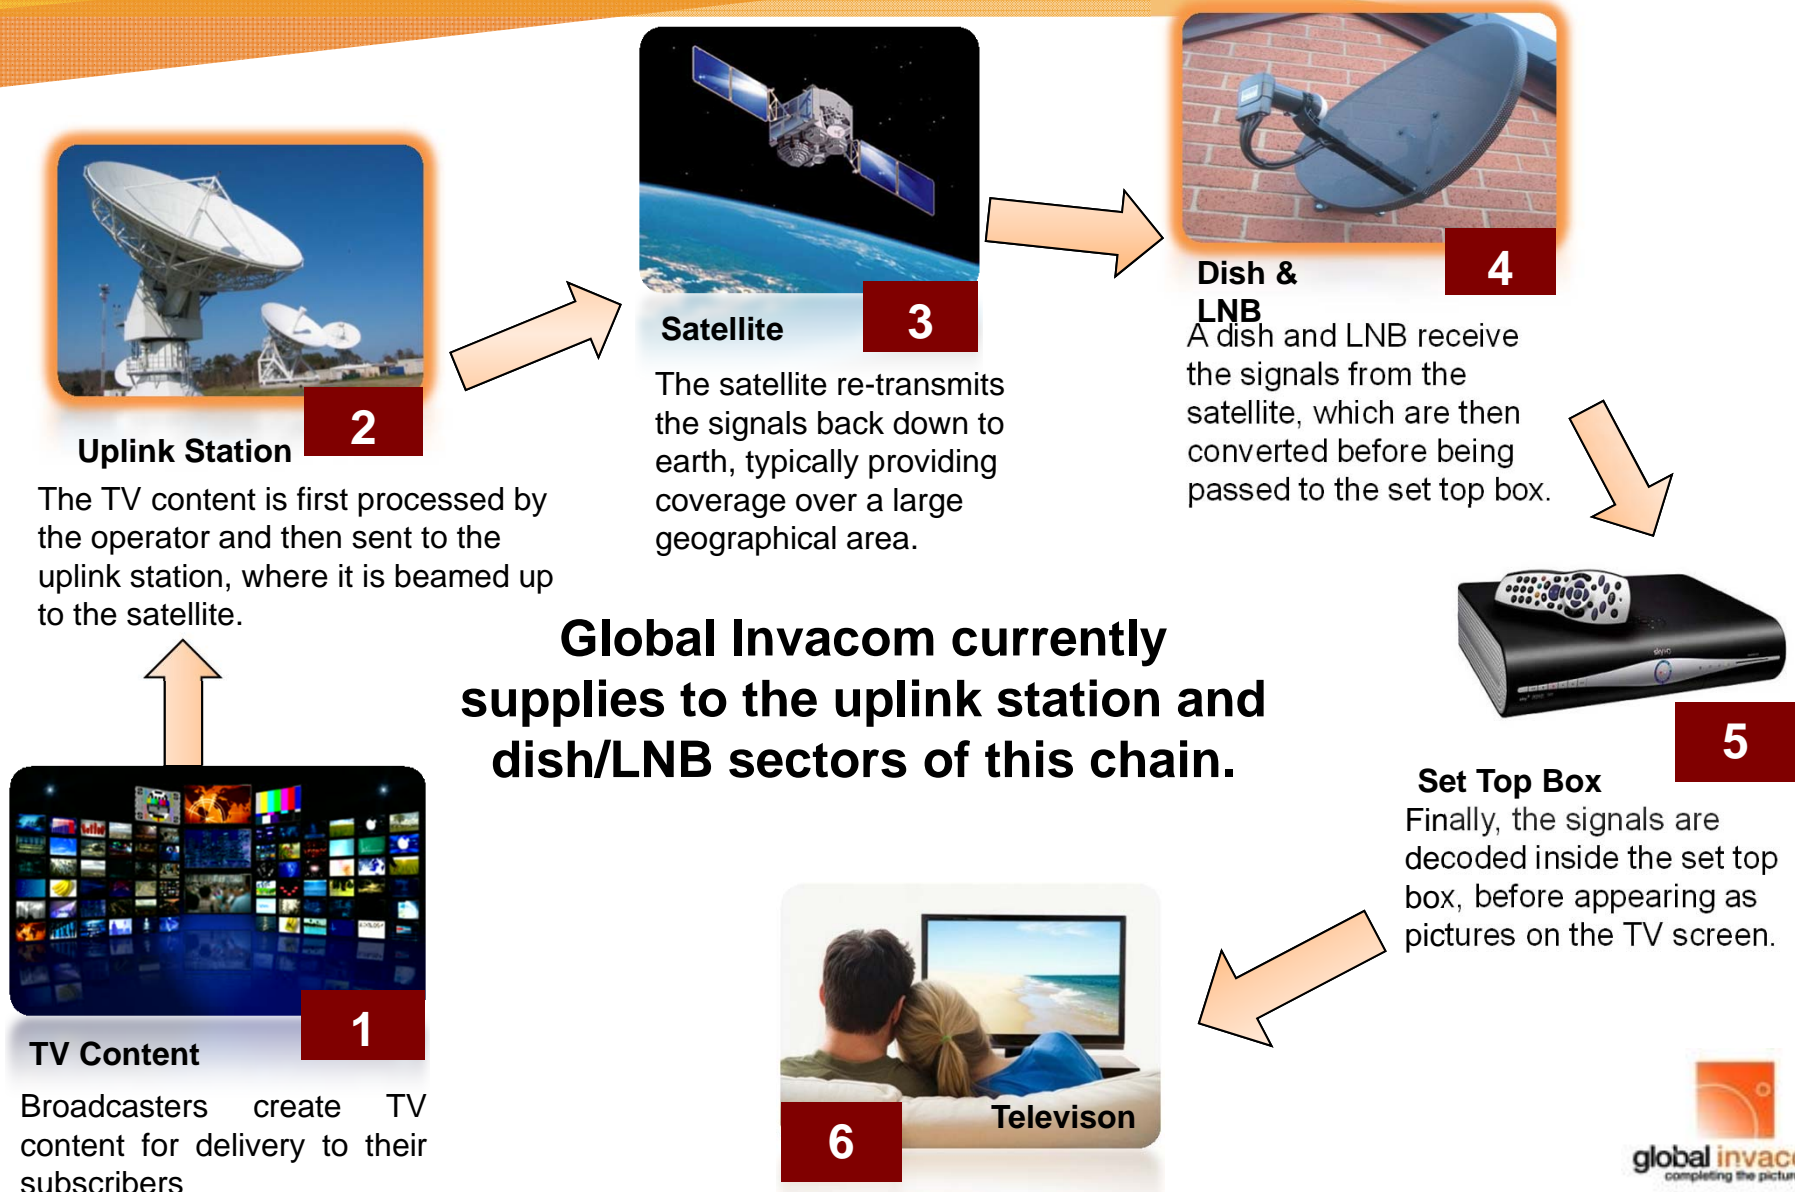 1
TV Content
Broadcasters create TV
content for delivery to their
subscribers
2
Uplink Station
The TV content is first processed by
the operator and then sent to the
uplink station, where it is beamed up
to the satellite.
3
Satellite
The satellite re-transmits
the signals back down to
earth, typically providing
coverage over a large
geographical area.
4
Dish &
LNB
A dish and LNB receive
the signals from the
satellite, which are then
converted before being
passed to the set top box.
Global Invacom currently
supplies to the uplink station and
dish/LNB sectors of this chain.
5
Set Top Box
Finally, the signals are
decoded inside the set top
box, before appearing as
pictures on the TV screen.
6
Televison
global invaco
completing the pictur